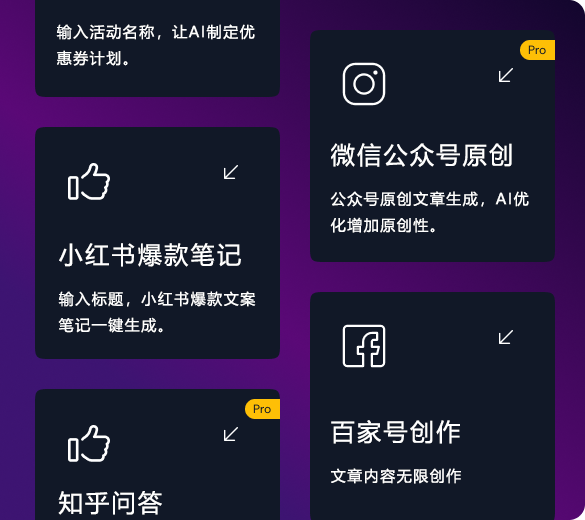 输入活动名称，让AI制定优
惠券计划。
小红书爆款笔记
输入标题，小红书爆款文案
笔记一键生成。
Pro
知乎问答
Pro
微信公众号原创
公众号原创文章生成，AI优
化增加原创性。
百家号创作
文章内容无限创作